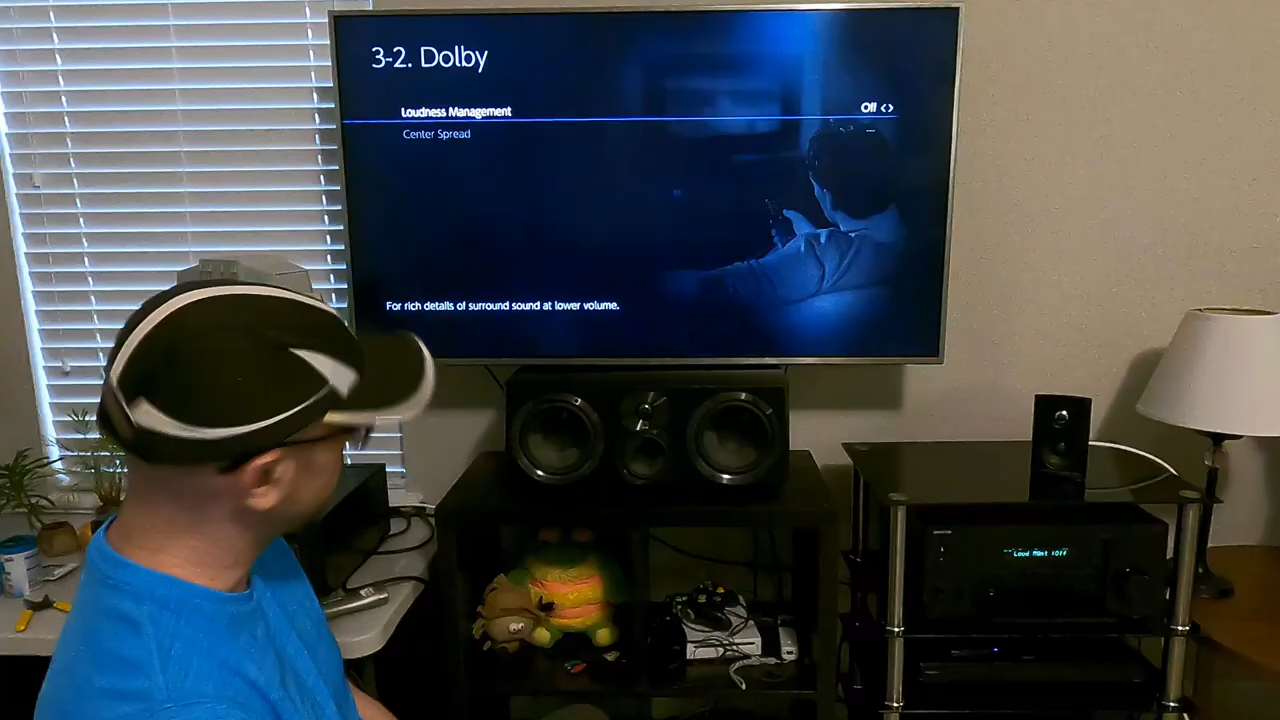 3-2. Dolby
Loudness Management Off <>
Center Spread ---
For rich details of surround sound at lower volume.
Loud Mgmt :Off